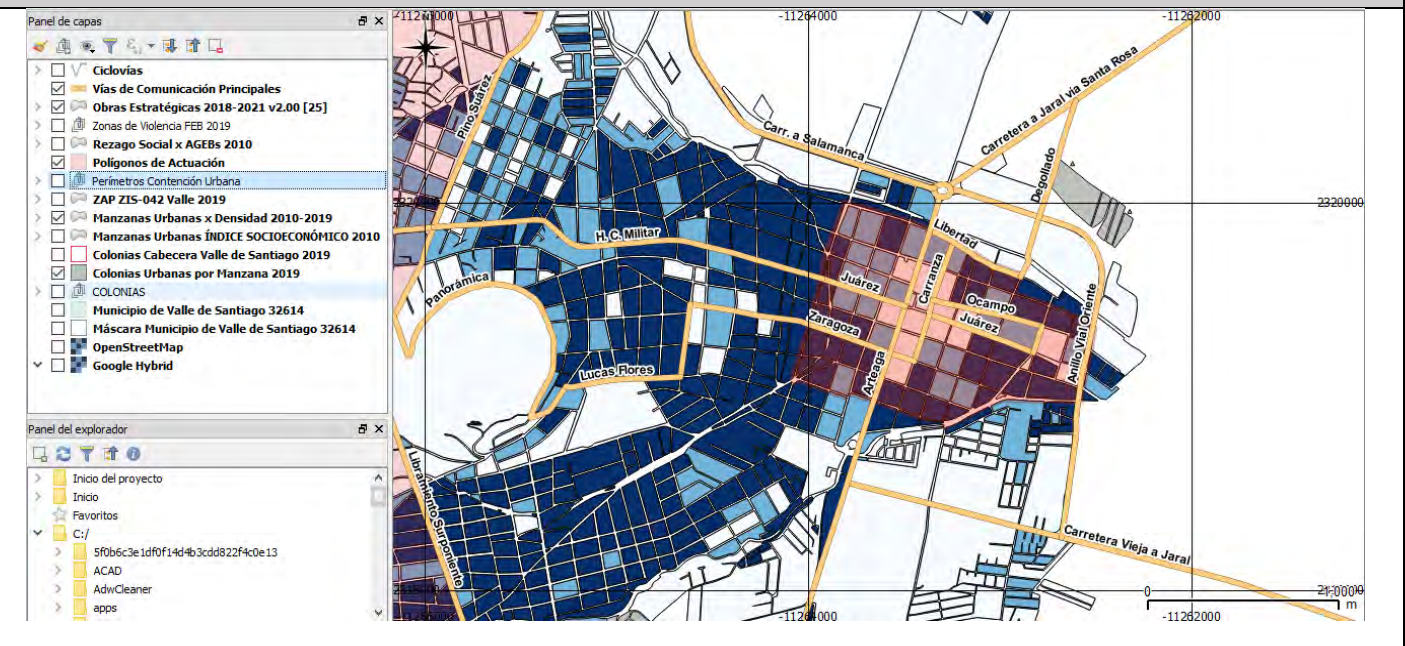 Panel de capas
Ciclovías
Vías de Comunicación Principales
Obras Estratégicas 2018-2021 v2.00 [25]
Zonas de Violencia FEB 2019
Rezago Social x AGEBs 2010
Polígonos de Actuación
Perímetros Contención Urbana
ZAP ZIS-042 Valle 2019
Manzanas Urbanas x Densidad 2010-2019
Manzanas Urbanas ÍNDICE SOCIOECONÓMICO 2010
Colonias Cabecera Valle de Santiago 2019
Colonias Urbanas por Manzana 2019
COLONIAS
Municipio de Valle de Santiago 32614
Máscara Municipio de Valle de Santiago 32614
OpenStreetMap
Google Hybrid
Panel del explorador
Inicio del proyecto
Inicio
Favoritos
C:/
5f0b6c3e1df0f14d4b3cdd822f4c0e13
ACAD
AdwCleaner
apps
-11264000
-11262000
Pino Suárez
Carr. a Salamanca
Carretera a Jaral vía Santa Rosa
Degollado
2320000
H. C. Militar
Libertad
Panorámica
Juárez
Carranza
Ocampo
Juárez
Zaragoza
Anillo Vial Oriente
Lucas Flores
Arteaga
Libramiento Surponiente
Carretera Vieja a Jaral
0
m
-11264000
-11262000